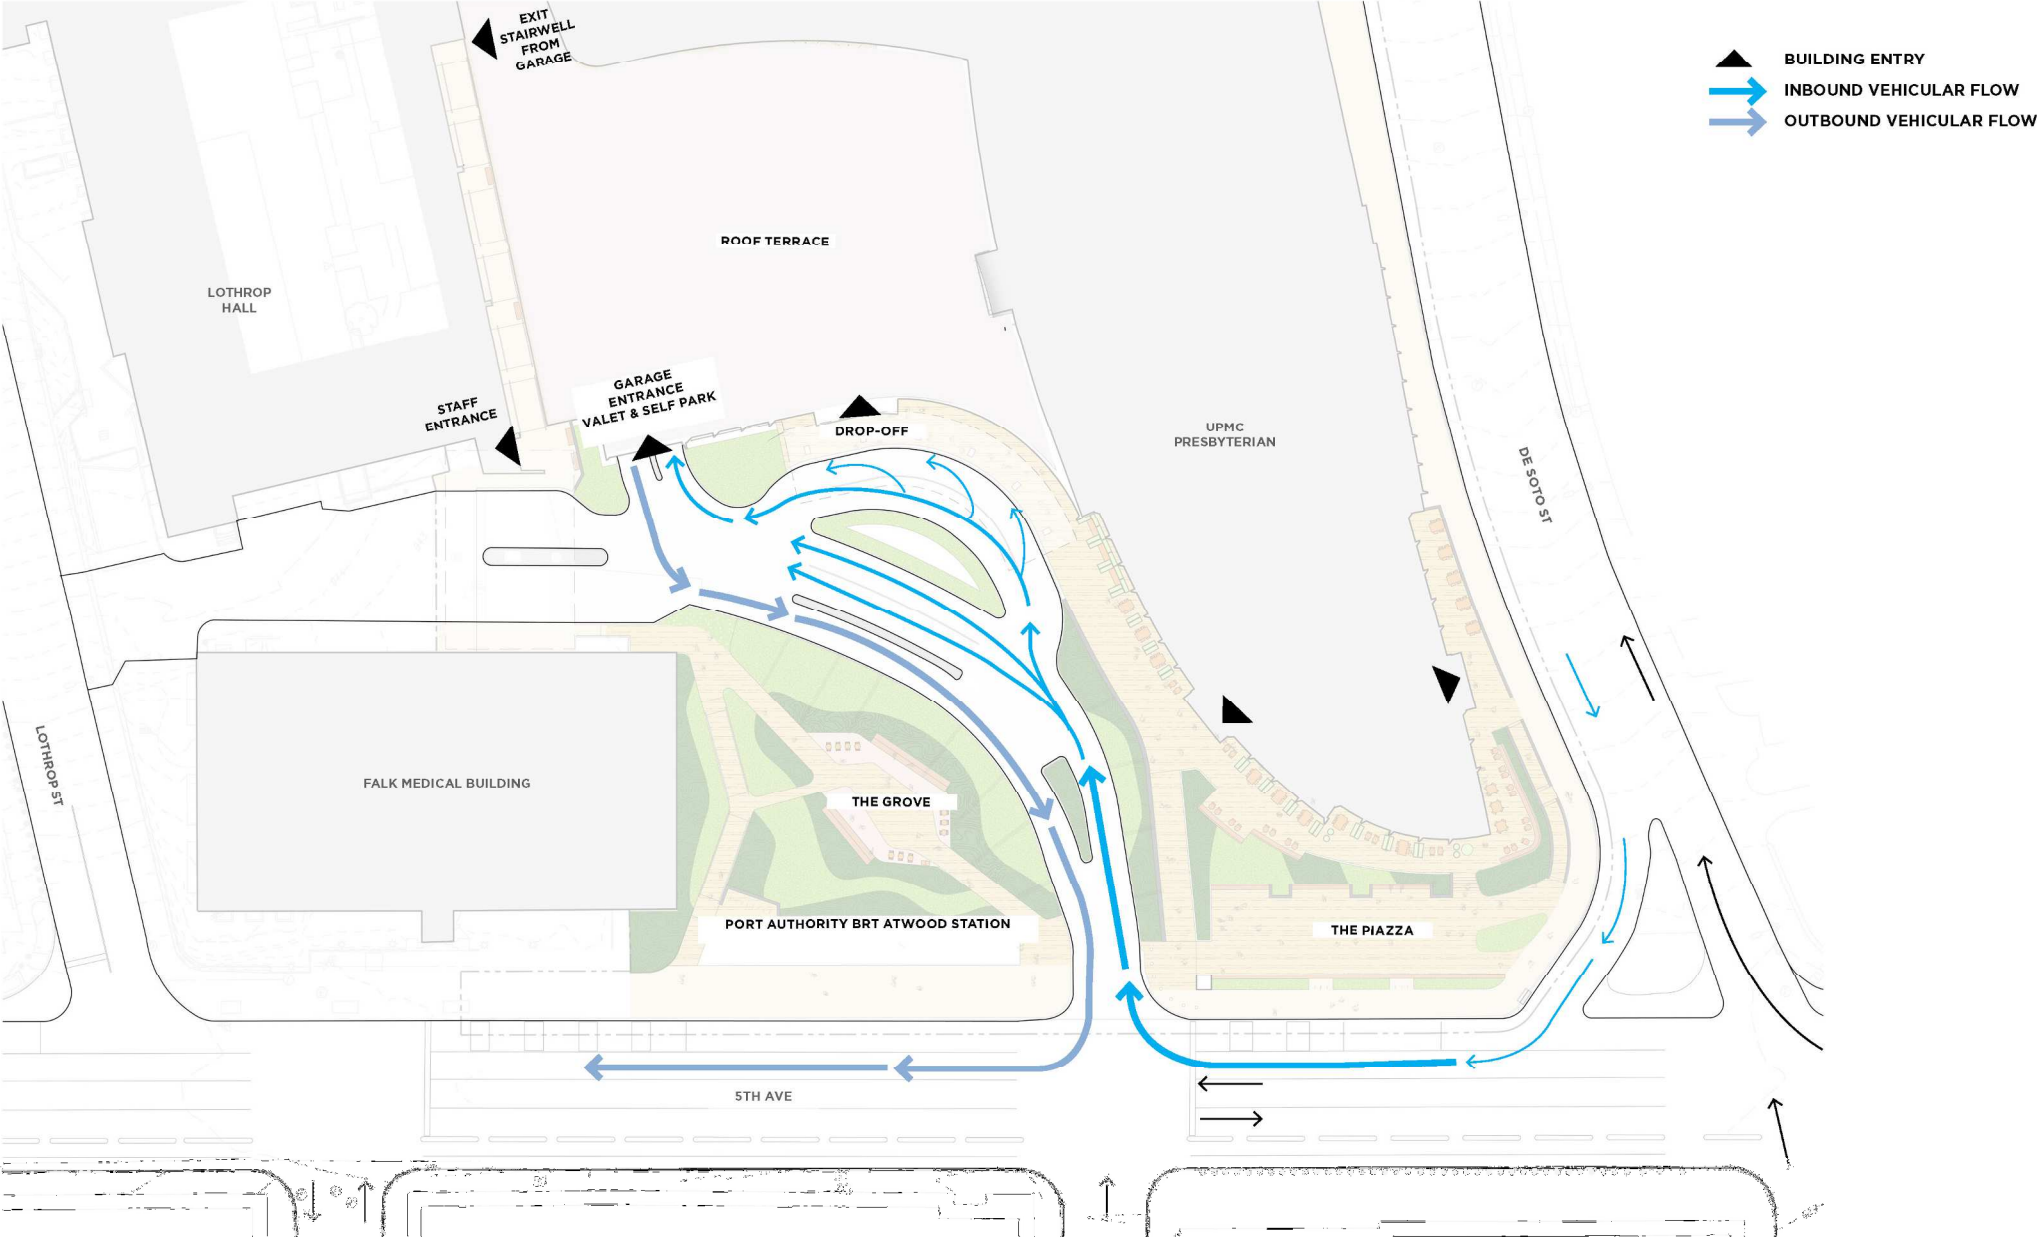 EXIT
STAIRWELL
FROM
GARAGE
BUILDING ENTRY
INBOUND VEHICULAR FLOW
OUTBOUND VEHICULAR FLOW
ROOF TERRACE
LOTHROP
HALL
GARAGE
ENTRANCE
VALET & SELF PARK
STAFF
ENTRANCE
DROP-OFF
UPMC
PRESBYTERIAN
DE SOTO ST
LOTHROP ST
FALK MEDICAL BUILDING
THE GROVE
PORT AUTHORITY BRT ATWOOD STATION
THE PIAZZA
5TH AVE